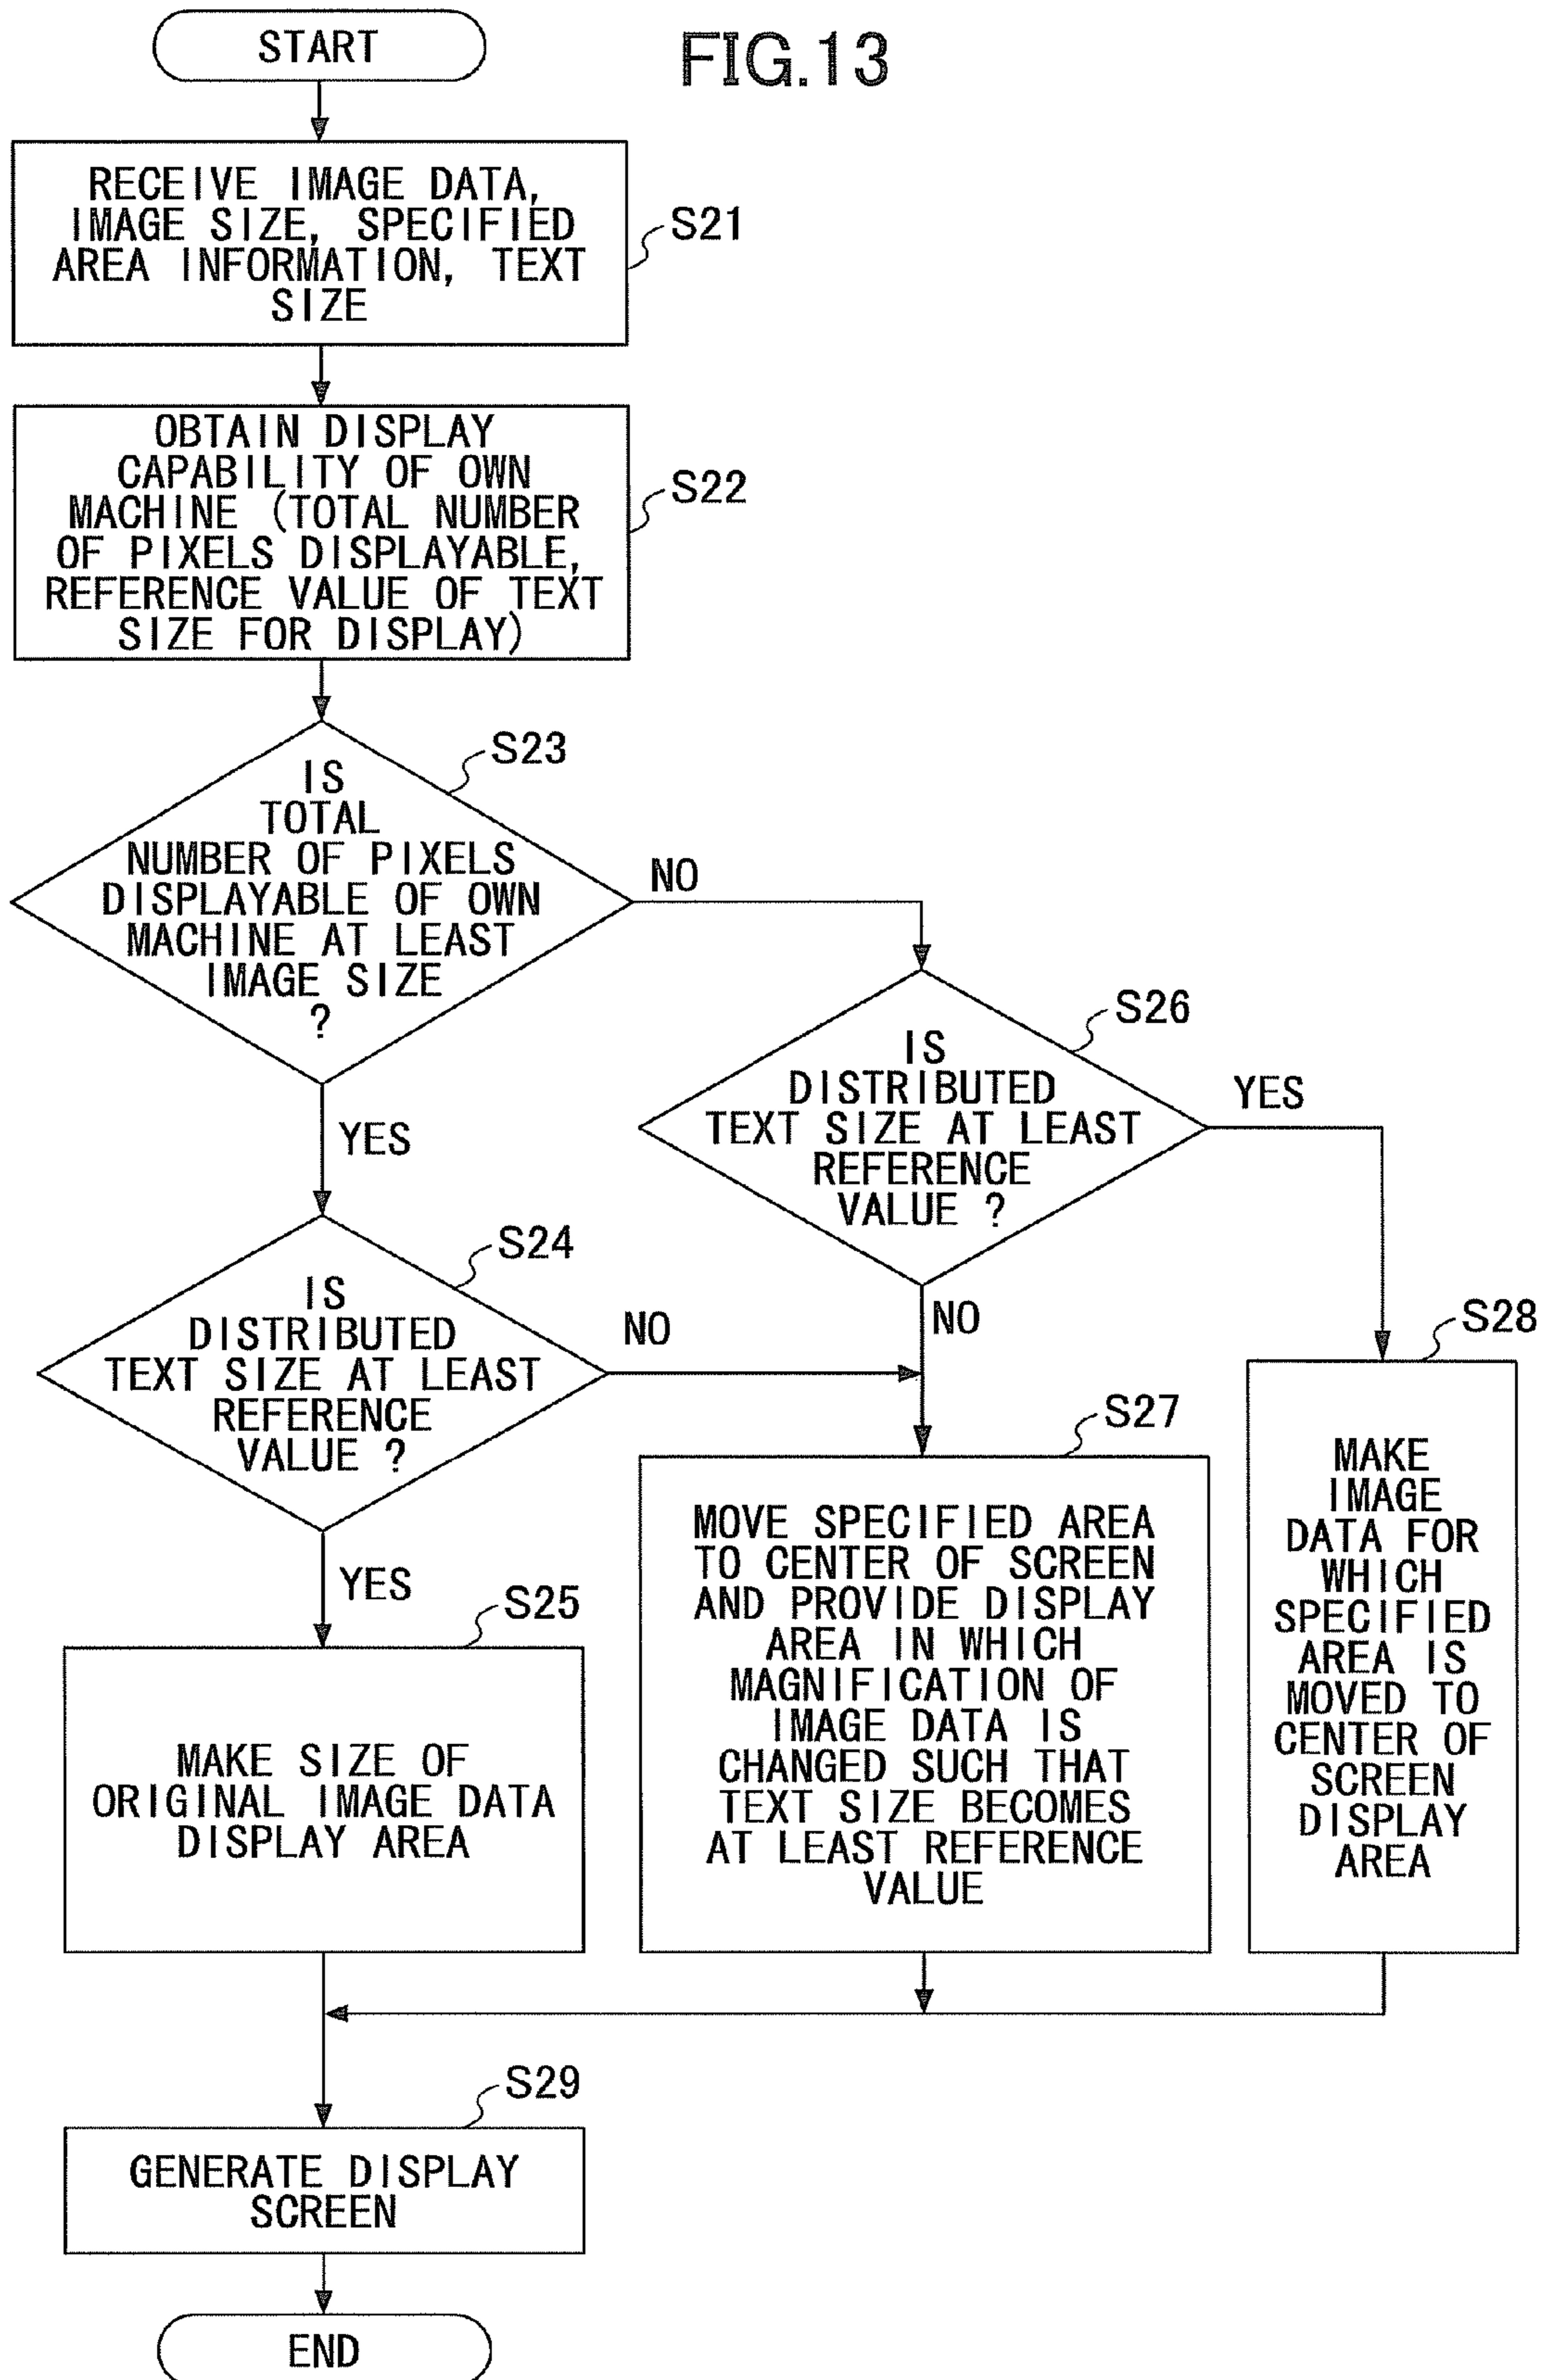 START
FIG.13
RECEIVE IMAGE DATA,
IMAGE SIZE, SPECIFIED
AREA INFORMATION, TEXT
SIZE
S21
OBTAIN DISPLAY
CAPABILITY OF OWN
MACHINE (TOTAL NUMBER
OF PIXELS DISPLAYABLE,
REFERENCE VALUE OF TEXT
SIZE FOR DISPLAY)
S22
S23
IS
TOTAL
NUMBER OF PIXELS
DISPLAYABLE OF OWN
MACHINE AT LEAST
IMAGE SIZE
?
NO
YES
S26
IS
DISTRIBUTED
TEXT SIZE AT LEAST
REFERENCE
VALUE ?
YES
NO
S24
IS
DISTRIBUTED
TEXT SIZE AT LEAST
REFERENCE
VALUE ?
NO
YES
S25
MAKE SIZE OF
ORIGINAL IMAGE DATA
DISPLAY AREA
S27
MOVE SPECIFIED AREA
TO CENTER OF SCREEN
AND PROVIDE DISPLAY
AREA IN WHICH
MAGNIFICATION OF
IMAGE DATA IS
CHANGED SUCH THAT
TEXT SIZE BECOMES
AT LEAST REFERENCE
VALUE
S28
MAKE
IMAGE
DATA FOR
WHICH
SPECIFIED
AREA IS
MOVED TO
CENTER OF
SCREEN
DISPLAY
AREA
S29
GENERATE DISPLAY
SCREEN
END